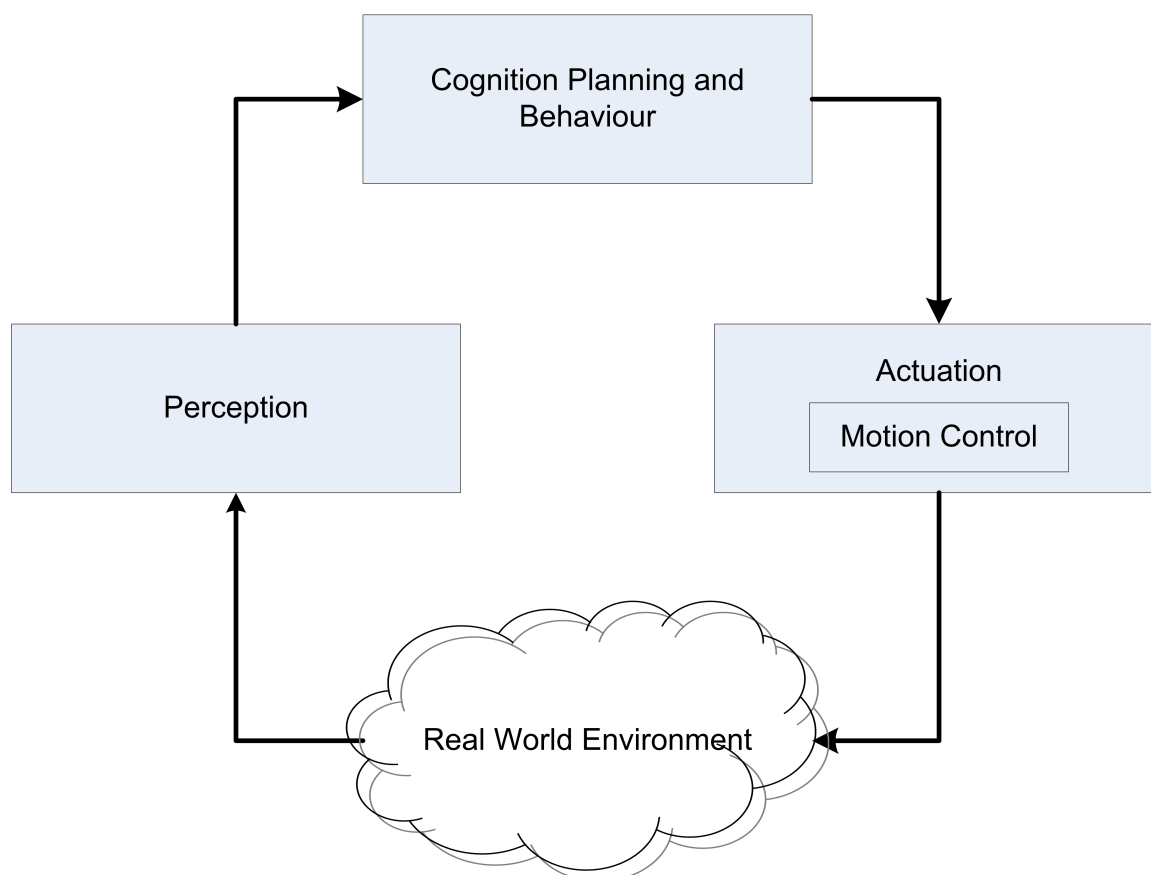 Cognition Planning and
Behaviour
Perception
Actuation
Motion Control
Real World Environment